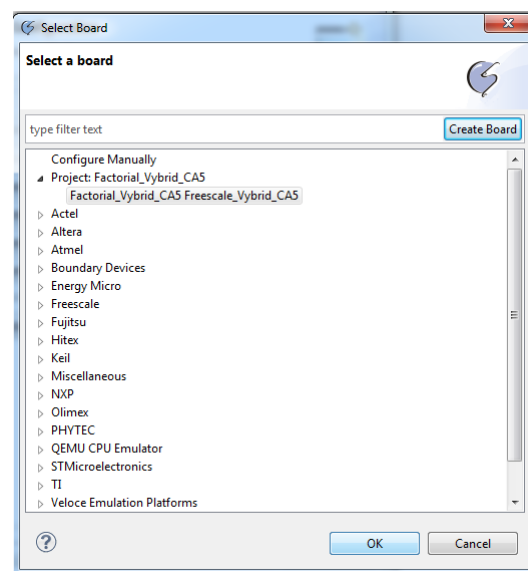 Select Board
Select a board
type filter text
Create Board
Configure Manually
Project: Factorial_Vybrid_CA5
Factorial_Vybrid_CA5 Freescale_Vybrid_CA5
Actel
Altera
Atmel
Boundary Devices
Energy Micro
Freescale
Fujitsu
Hitex
Keil
Miscellaneous
NXP
Olimex
PHYTEC
QEMU CPU Emulator
STMicroelectronics
TI
Veloce Emulation Platforms
?
OK
Cancel